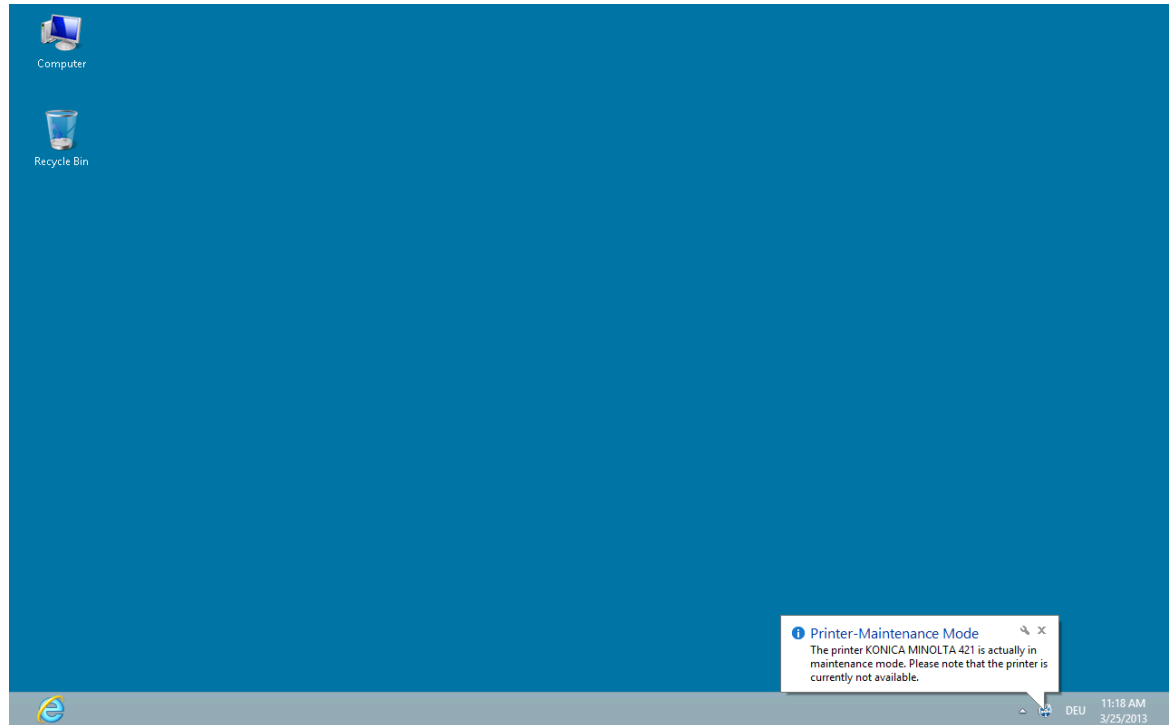 Computer
Recycle Bin
Printer-Maintenance Mode
The printer KONICA MINOLTA 421 is actually in
maintenance mode. Please note that the printer is
currently not available.
DEU
11:18 AM
3/25/2013